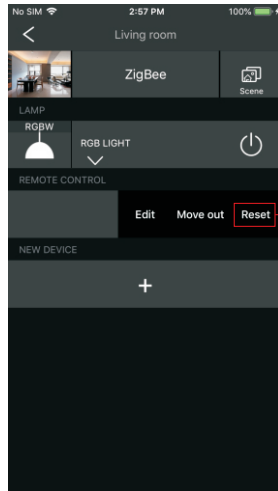 No SIM 2:57 PM 100%
Living room
ZigBee
Scene
LAMP
RGBW
RGB LIGHT
REMOTE CONTROL
Edit Move out Reset
NEW DEVICE
+